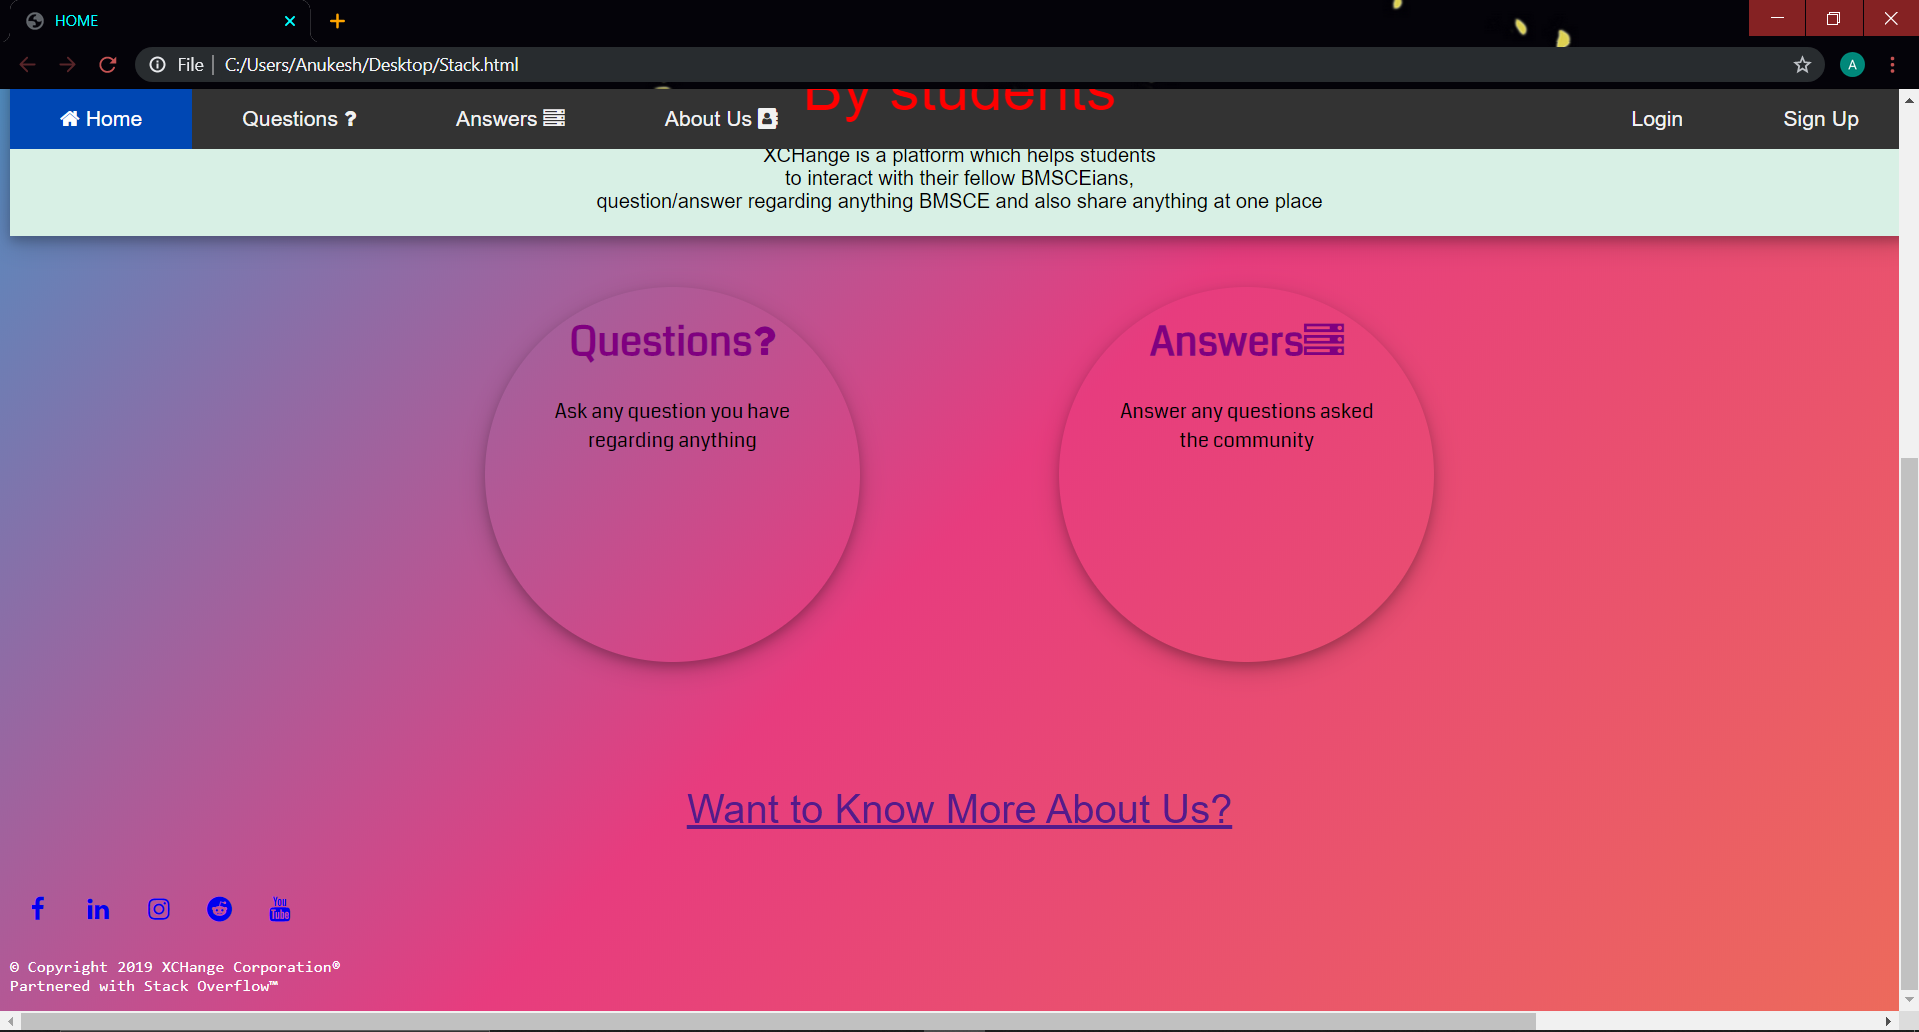 HOME
File
C:/Users/Anukesh/Desktop/Stack.html
A
By students
Home
Questions ?
Answers
About Us
Login
Sign Up
XCHange is a platform which helps students
to interact with their fellow BMSCEians,
question/answer regarding anything BMSCE and also share anything at one place
Questions?
Ask any question you have
regarding anything
Answers
Answer any questions asked
the community
Want to Know More About Us?
You
Tube
© Copyright 2019 XCHange Corporation®
Partnered with Stack Overflow™